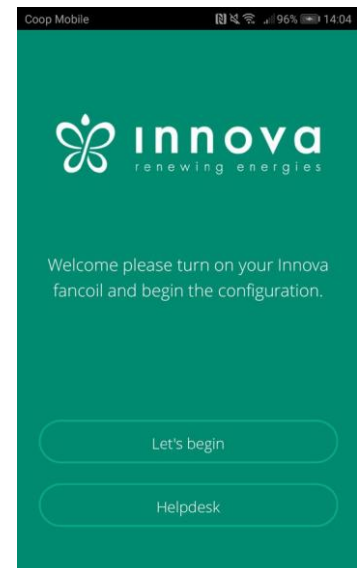 Coop Mobile 96% 14:04
innova
renewing energies
Welcome please turn on your Innova
fancoil and begin the configuration.
Let's begin
Helpdesk